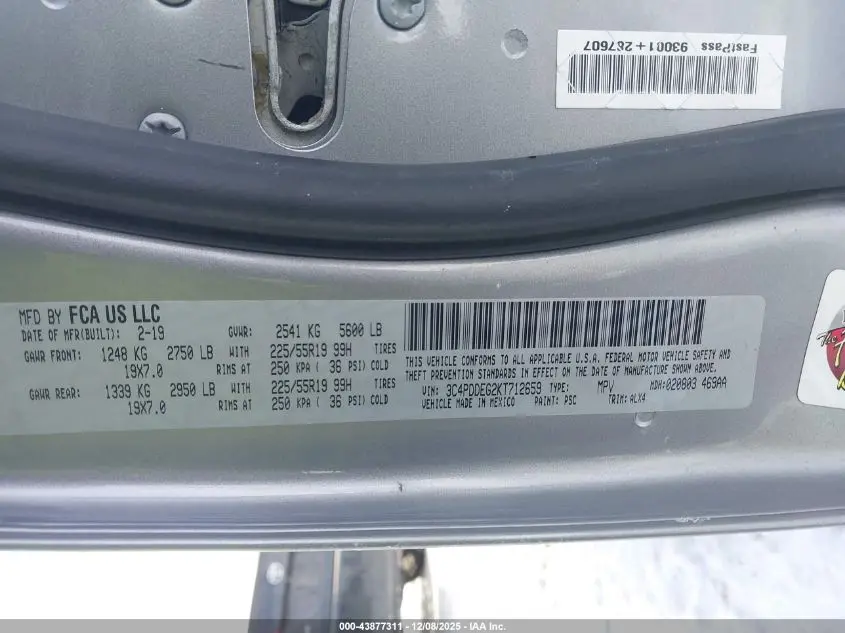 FastPass 93001+287607
MFD BY FCA US LLC
DATE OF MFR(BUILT): 2-19 GVWR: 2541 KG 5600 LB
GAWR FRONT: 1248 KG 2750 LB WITH 225/55R19 99H TIRES
19X7.0 RIMS AT 250 KPA ( 36 PSI) COLD
GAWR REAR: 1339 KG 2950 LB WITH 225/55R19 99H TIRES
19X7.0 RIMS AT 250 KPA ( 36 PSI) COLD
THIS VEHICLE CONFORMS TO ALL APPLICABLE U.S.A. FEDERAL MOTOR VEHICLE SAFETY AND
THEFT PREVENTION STANDARDS IN EFFECT ON THE DATE OF MANUFACTURE SHOWN ABOVE.
VIN: 3C4PDDEG2KT712659 TYPE: MPV MDH:020803 469AA
VEHICLE MADE IN MEXICO PAINT: PSC TRIM: ALX4
The
000-43877311 - 12/08/2025 - IAA Inc.